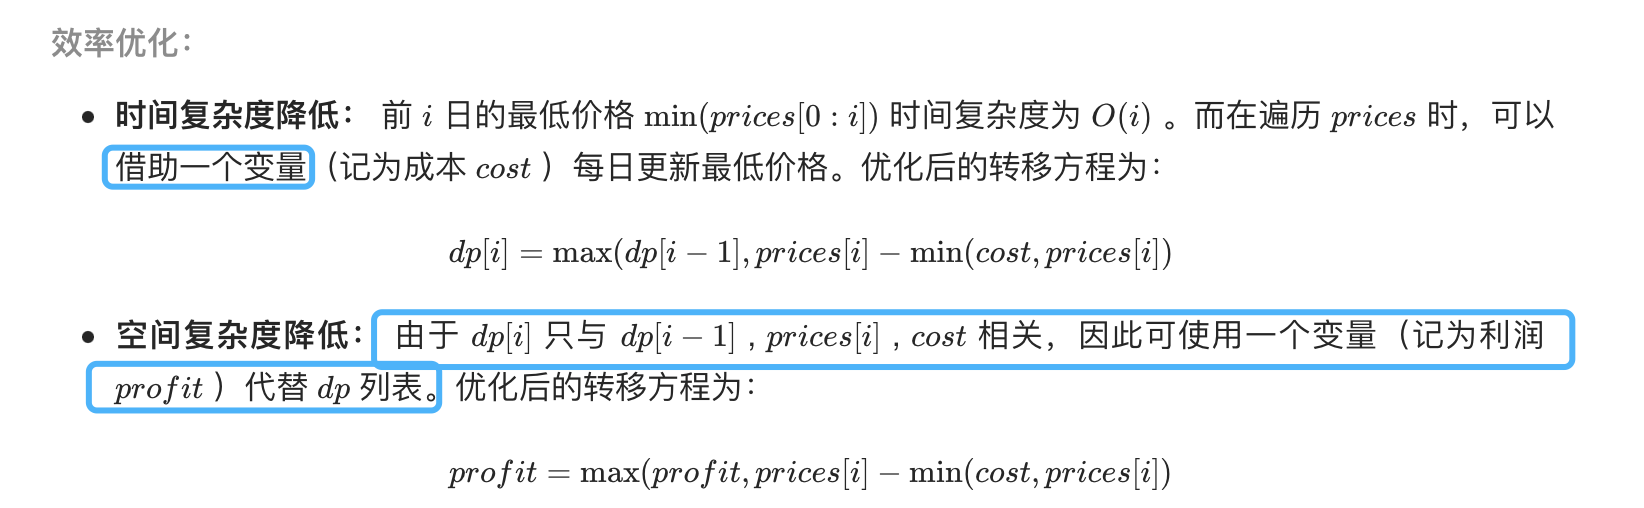 效率优化：
• 时间复杂度降低： 前 i 日的最低价格 min(prices[0 : i]) 时间复杂度为 O(i) 。而在遍历 prices 时，可以
借助一个变量（记为成本 cost ）每日更新最低价格。优化后的转移方程为：
dp[i] = max(dp[i − 1], prices[i] − min(cost, prices[i])
• 空间复杂度降低： 由于 dp[i] 只与 dp[i − 1] , prices[i] , cost 相关，因此可使用一个变量（记为利润
profit ）代替 dp 列表。优化后的转移方程为：
profit = max(profit, prices[i] − min(cost, prices[i])